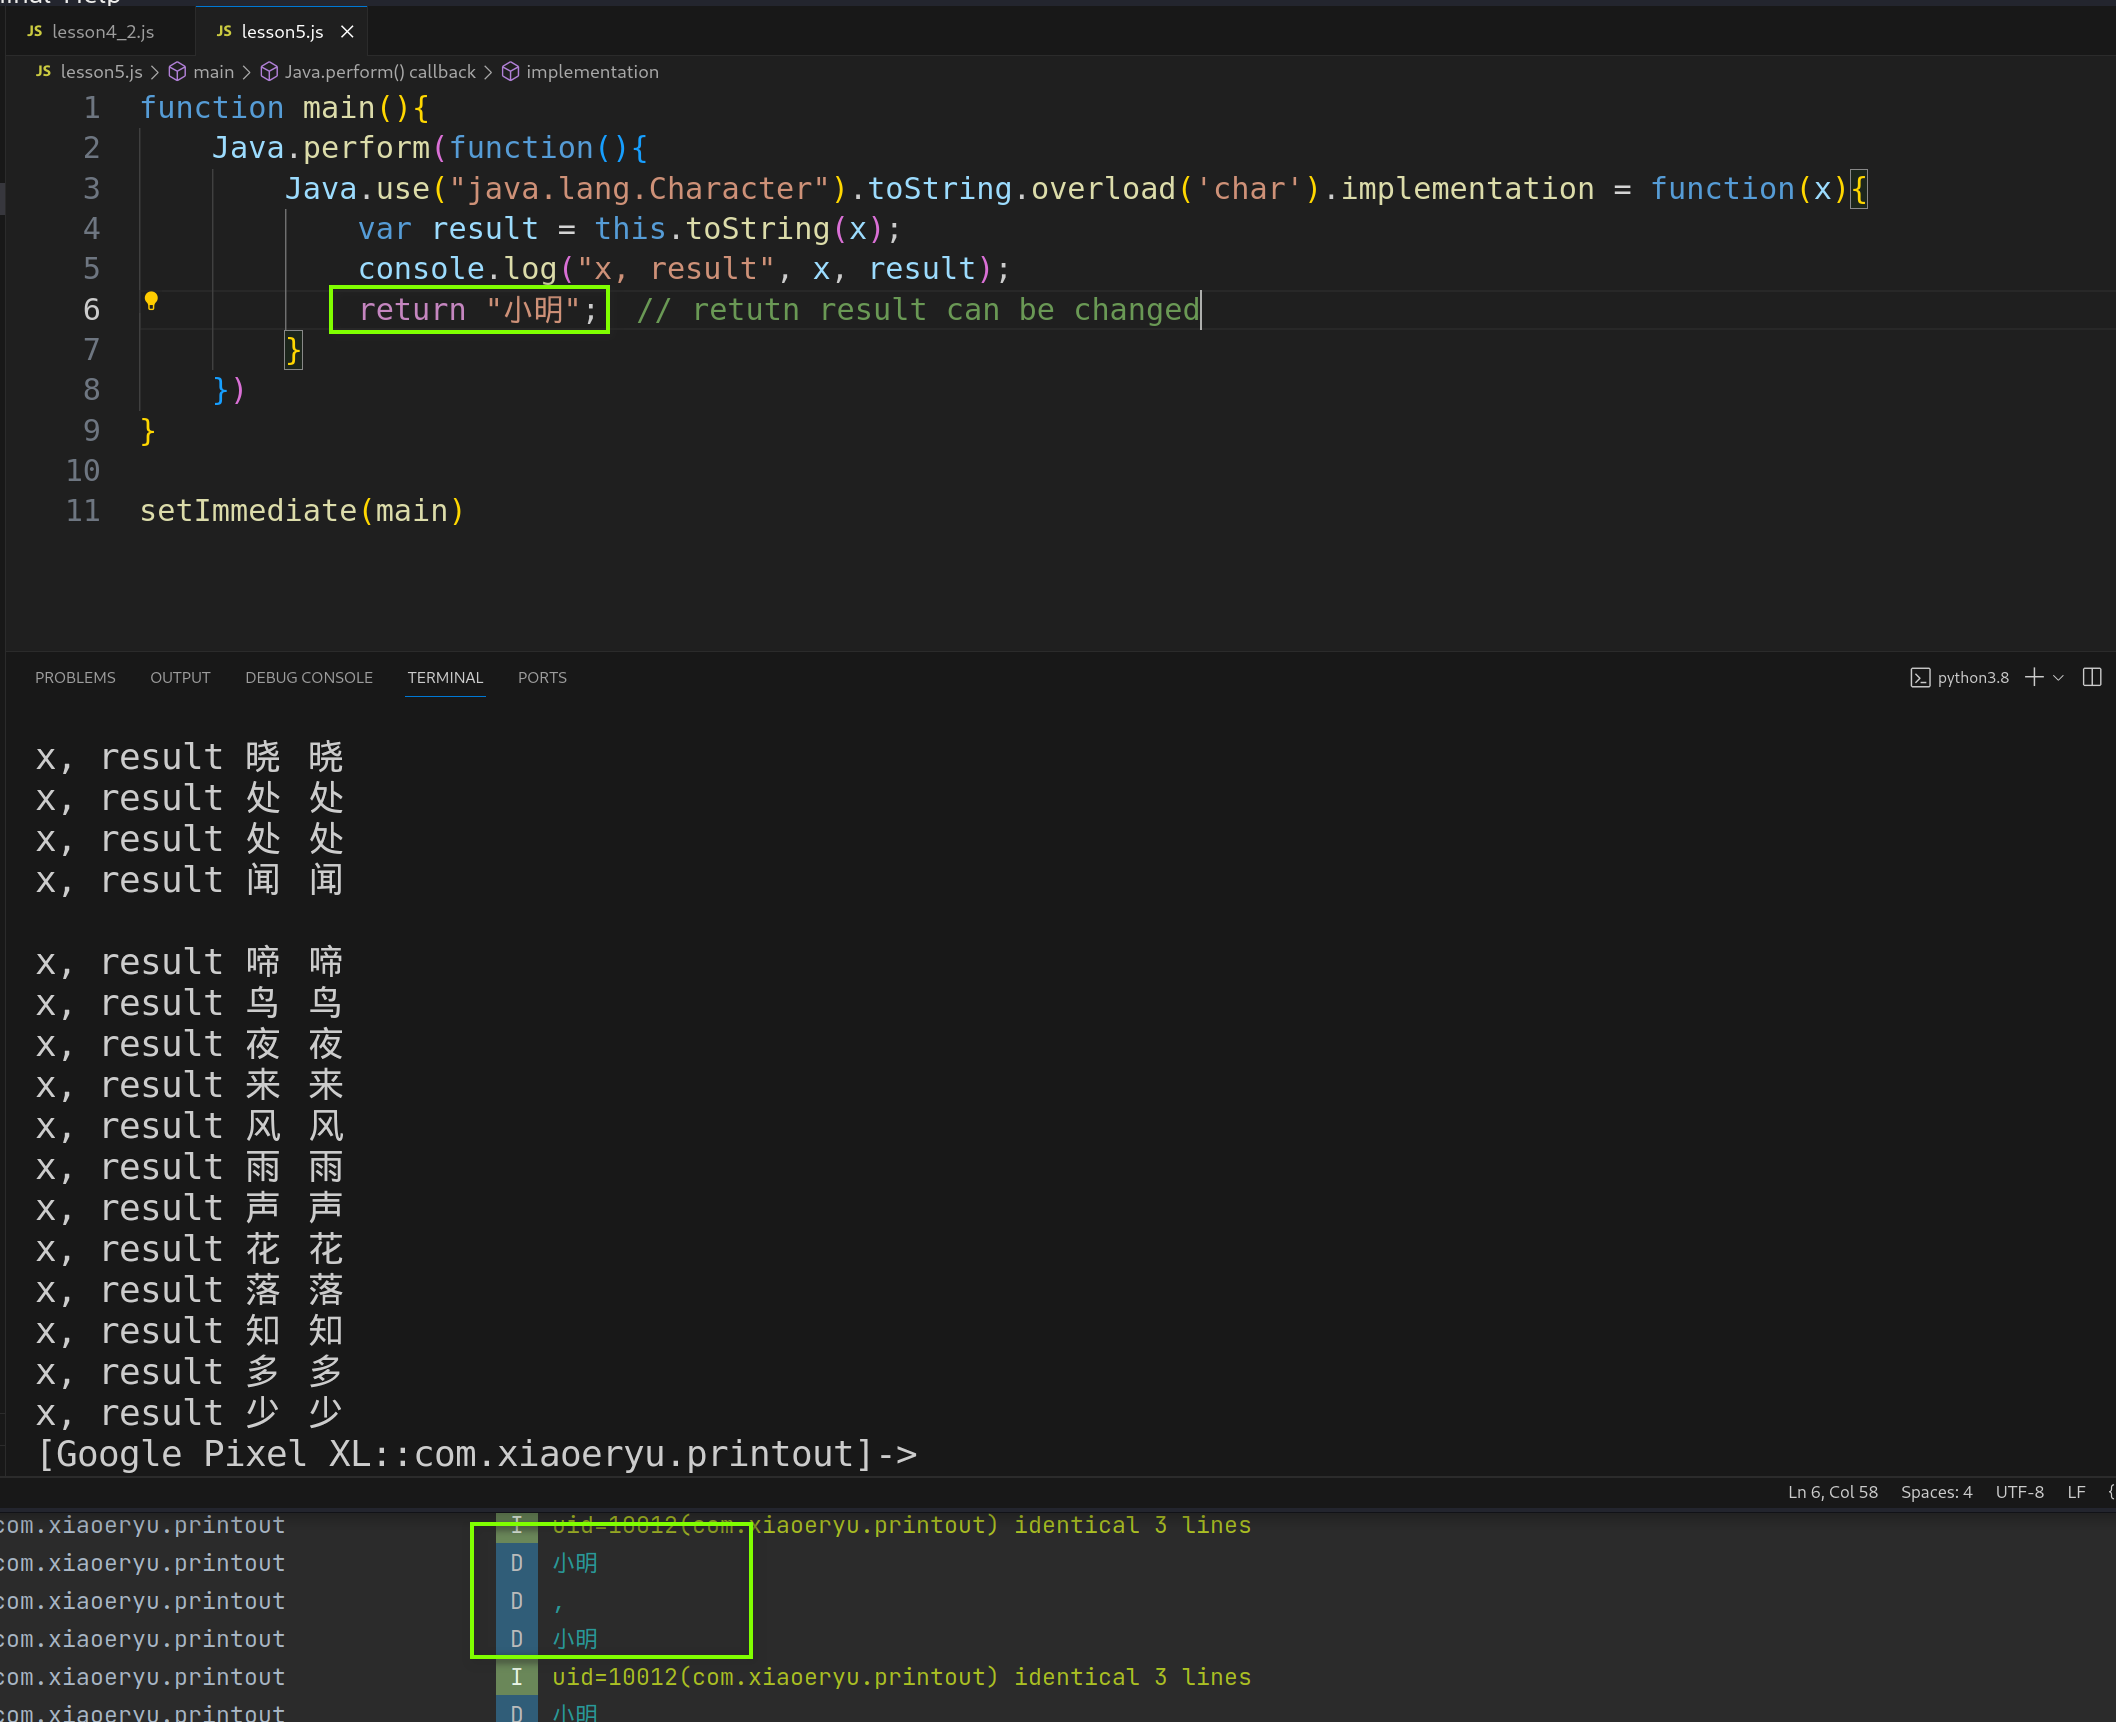 JS lesson4_2.js JS lesson5.js
JS lesson5.js > main > Java.perform() callback > implementation
1 function main(){
2 Java.perform(function(){
3 Java.use("java.lang.Character").toString.overload('char').implementation = function(x){
4 var result = this.toString(x);
5 console.log("x, result", x, result);
6 return "小明"; // retutn result can be changed
7 }
8 })
9 }
10
11 setImmediate(main)
PROBLEMS OUTPUT DEBUG CONSOLE TERMINAL PORTS python3.8
x, result 晓 晓
x, result 处 处
x, result 处 处
x, result 闻 闻
x, result 啼 啼
x, result 鸟 鸟
x, result 夜 夜
x, result 来 来
x, result 风 风
x, result 雨 雨
x, result 声 声
x, result 花 花
x, result 落 落
x, result 知 知
x, result 多 多
x, result 少 少
[Google Pixel XL::com.xiaoeryu.printout]->
Ln 6, Col 58 Spaces: 4 UTF-8 LF {
com.xiaoeryu.printout I uid=10012(com.xiaoeryu.printout) identical 3 lines
com.xiaoeryu.printout D 小明
com.xiaoeryu.printout D ,
com.xiaoeryu.printout D 小明
com.xiaoeryu.printout I uid=10012(com.xiaoeryu.printout) identical 3 lines
com.xiaoeryu.printout D 小明